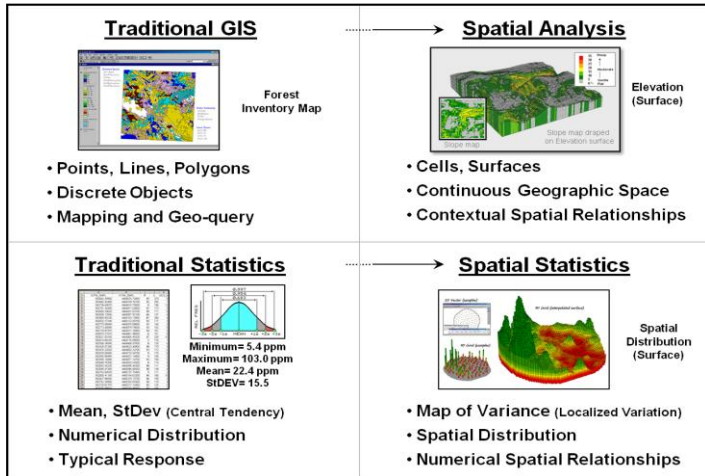 Traditional GIS
Forest
Inventory Map
• Points, Lines, Polygons
• Discrete Objects
• Mapping and Geo-query
Spatial Analysis
Elevation
(Surface)
Slope map
Slope map draped
on Elevation surface
• Cells, Surfaces
• Continuous Geographic Space
• Contextual Spatial Relationships
Traditional Statistics
Minimum= 5.4 ppm
Maximum= 103.0 ppm
Mean= 22.4 ppm
StDEV= 15.5
• Mean, StDev (Central Tendency)
• Numerical Distribution
• Typical Response
Spatial Statistics
Spatial
Distribution
(Surface)
• Map of Variance (Localized Variation)
• Spatial Distribution
• Numerical Spatial Relationships